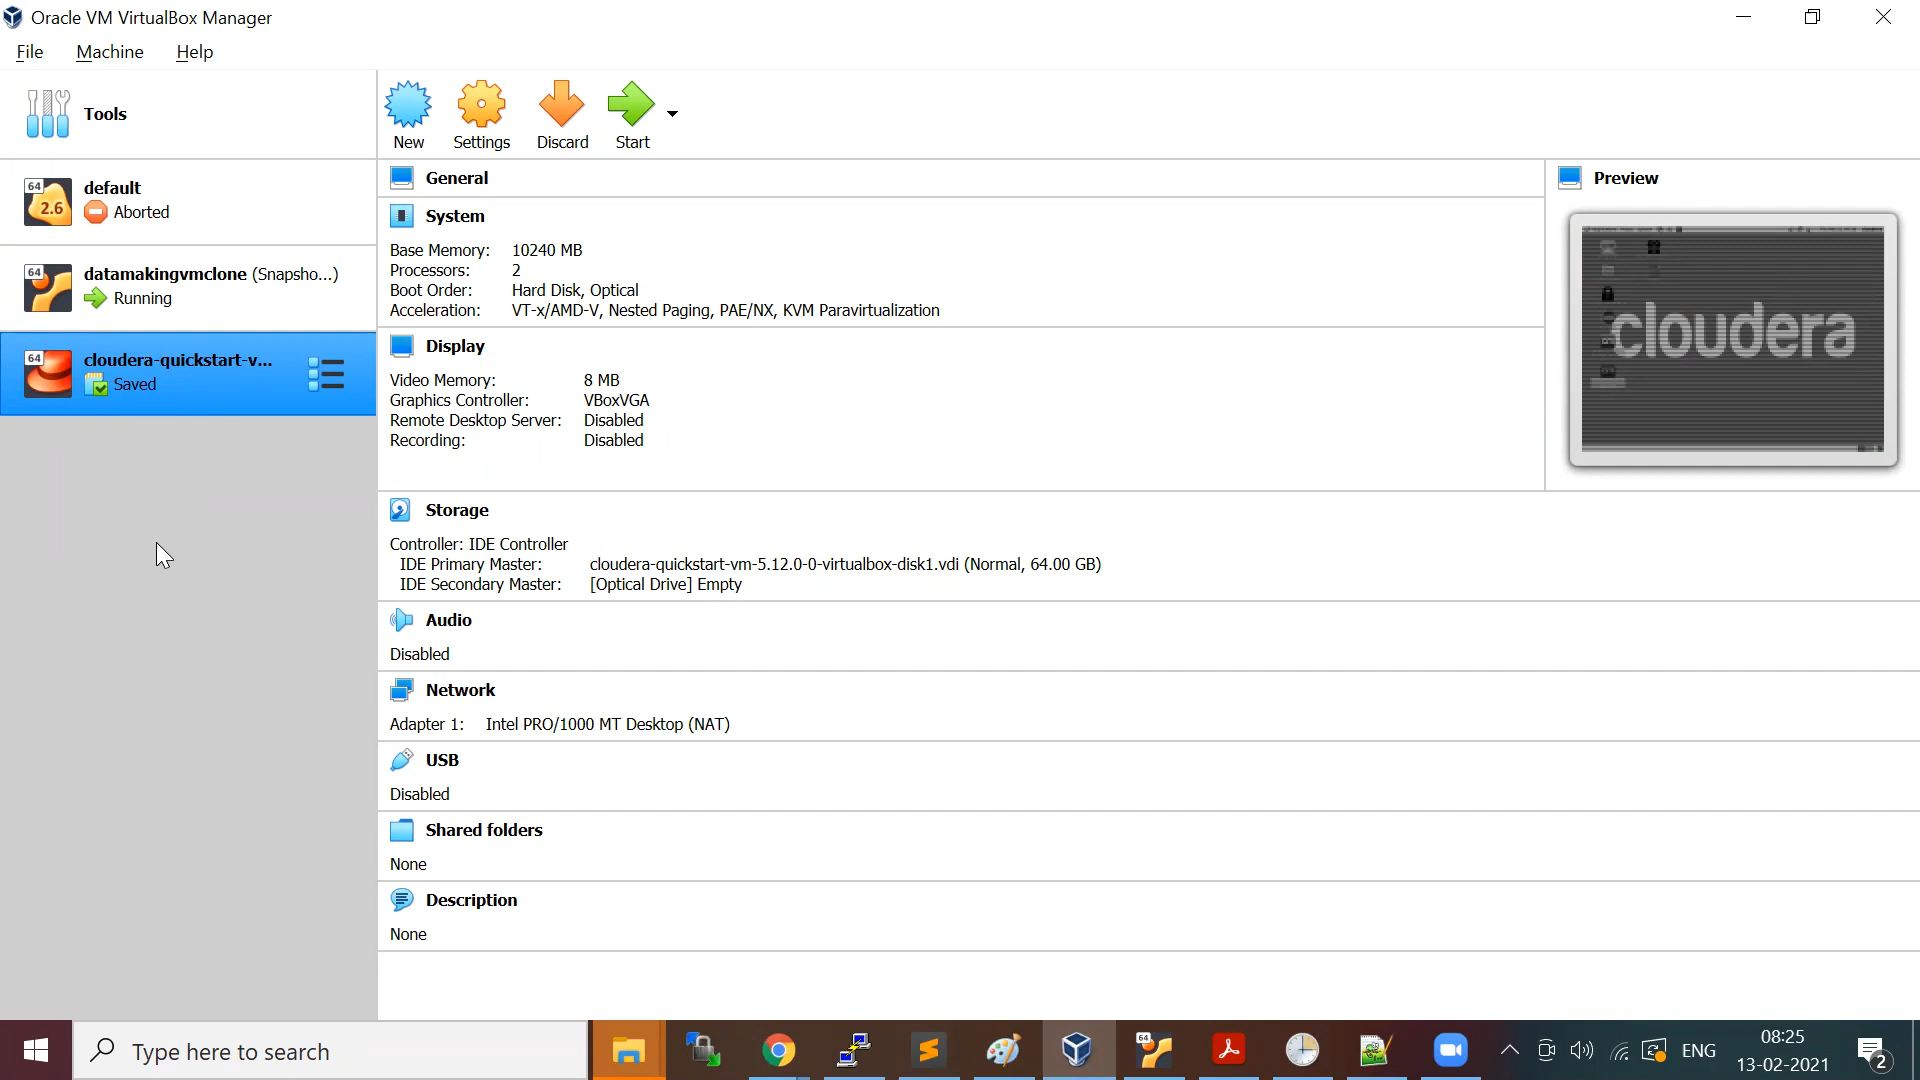 Oracle VM VirtualBox Manager
File Machine Help
Tools
New Settings Discard Start
64
2.6
default
Aborted
64
datamakingvmclone (Snapsho...)
Running
64
cloudera-quickstart-v...
Saved
General
System
Base Memory: 10240 MB
Processors: 2
Boot Order: Hard Disk, Optical
Acceleration: VT-x/AMD-V, Nested Paging, PAE/NX, KVM Paravirtualization
Display
Video Memory: 8 MB
Graphics Controller: VBoxVGA
Remote Desktop Server: Disabled
Recording: Disabled
Preview
cloudera
Storage
Controller: IDE Controller
IDE Primary Master: cloudera-quickstart-vm-5.12.0-0-virtualbox-disk1.vdi (Normal, 64.00 GB)
IDE Secondary Master: [Optical Drive] Empty
Audio
Disabled
Network
Adapter 1: Intel PRO/1000 MT Desktop (NAT)
USB
Disabled
Shared folders
None
Description
None
Type here to search
64
ENG
08:25
13-02-2021
2